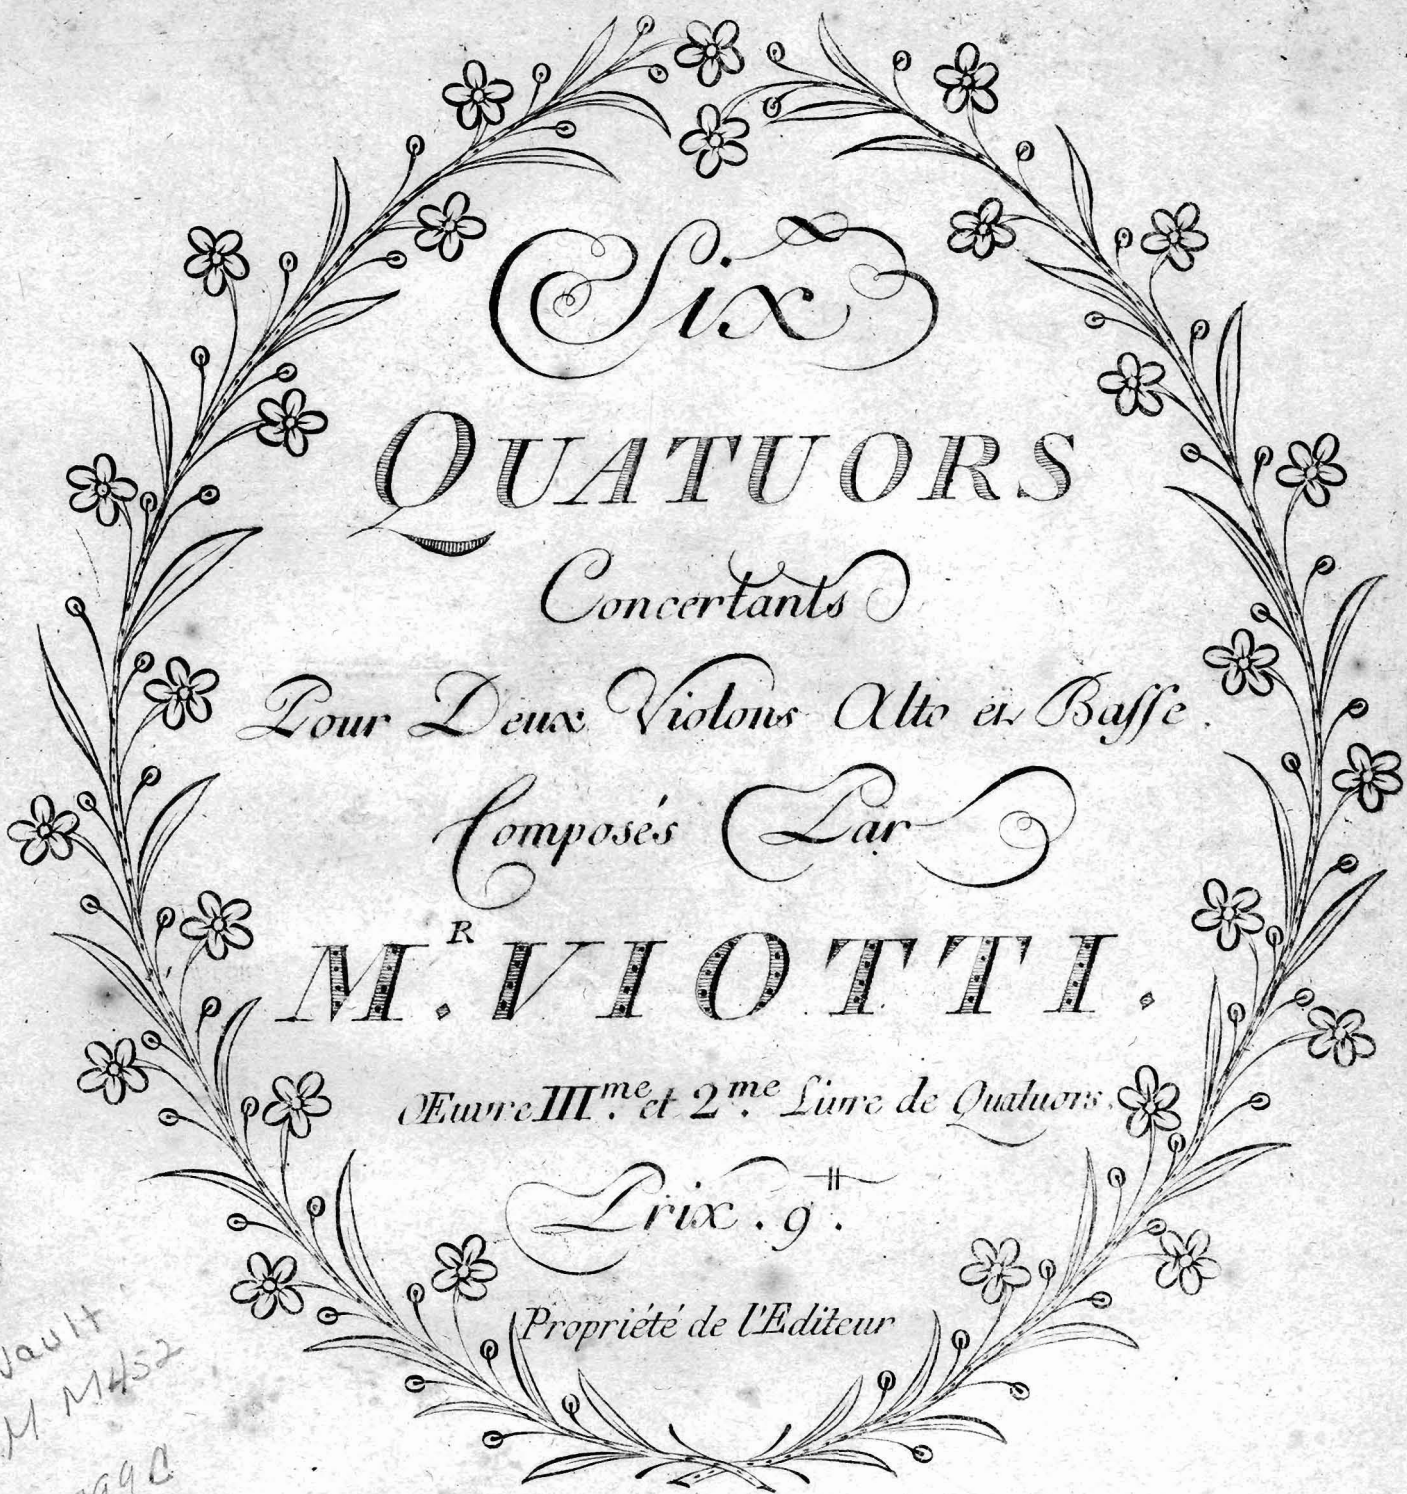 Six
QUATUORS
Concertants
Pour Deux Violons Alto et Basse.
Composés Par
M.R VIOTTI.
Œuvre III.me et 2.me Livre de Quatuors.
Prix. 9.tt
Propriété de l'Editeur
Vault
M M452